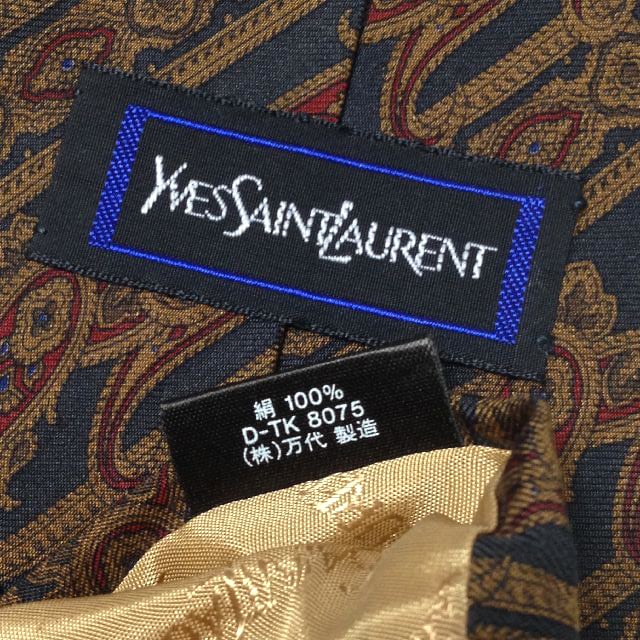 YVES SAINT LAURENT
絹 100%
D-TK 8075
(株)万代 製造